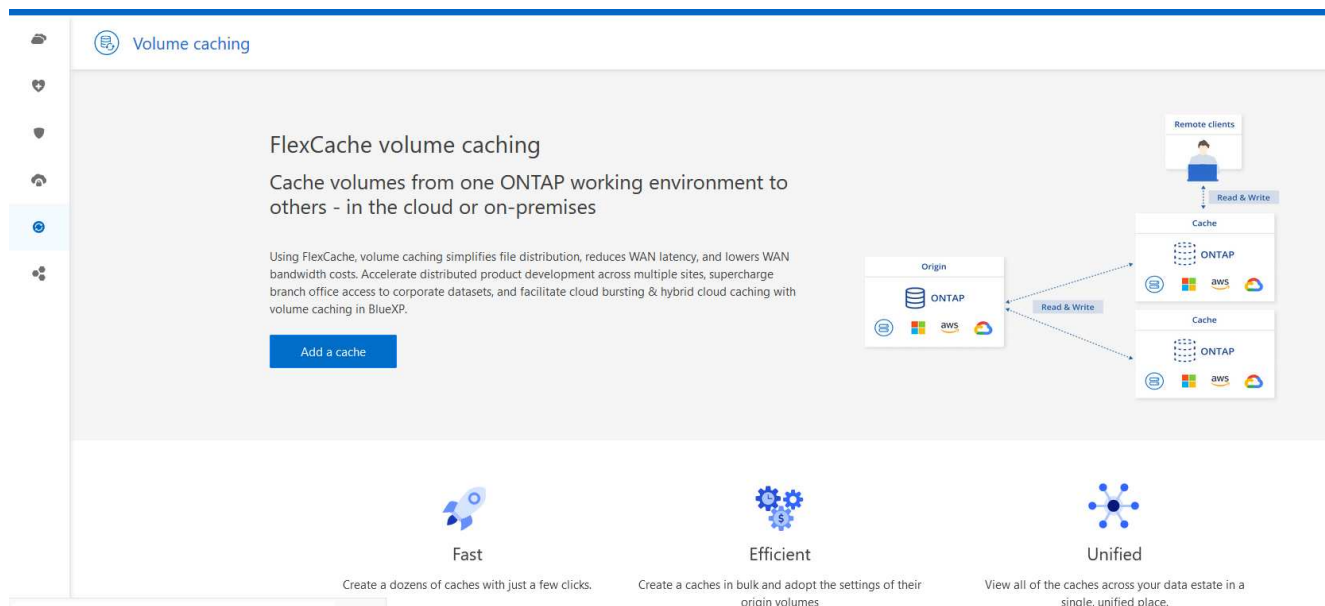 Volume caching
FlexCache volume caching
Cache volumes from one ONTAP working environment to
others - in the cloud or on-premises
Using FlexCache, volume caching simplifies file distribution, reduces WAN latency, and lowers WAN
bandwidth costs. Accelerate distributed product development across multiple sites, supercharge
branch office access to corporate datasets, and facilitate cloud bursting & hybrid cloud caching with
volume caching in BlueXP.
Add a cache
Remote clients
Read & Write
Cache
ONTAP
aws
Origin
ONTAP
aws
Read & Write
Cache
ONTAP
aws
Fast
Create a dozens of caches with just a few clicks.
Efficient
Create a caches in bulk and adopt the settings of their
origin volumes
Unified
View all of the caches across your data estate in a
single, unified place.